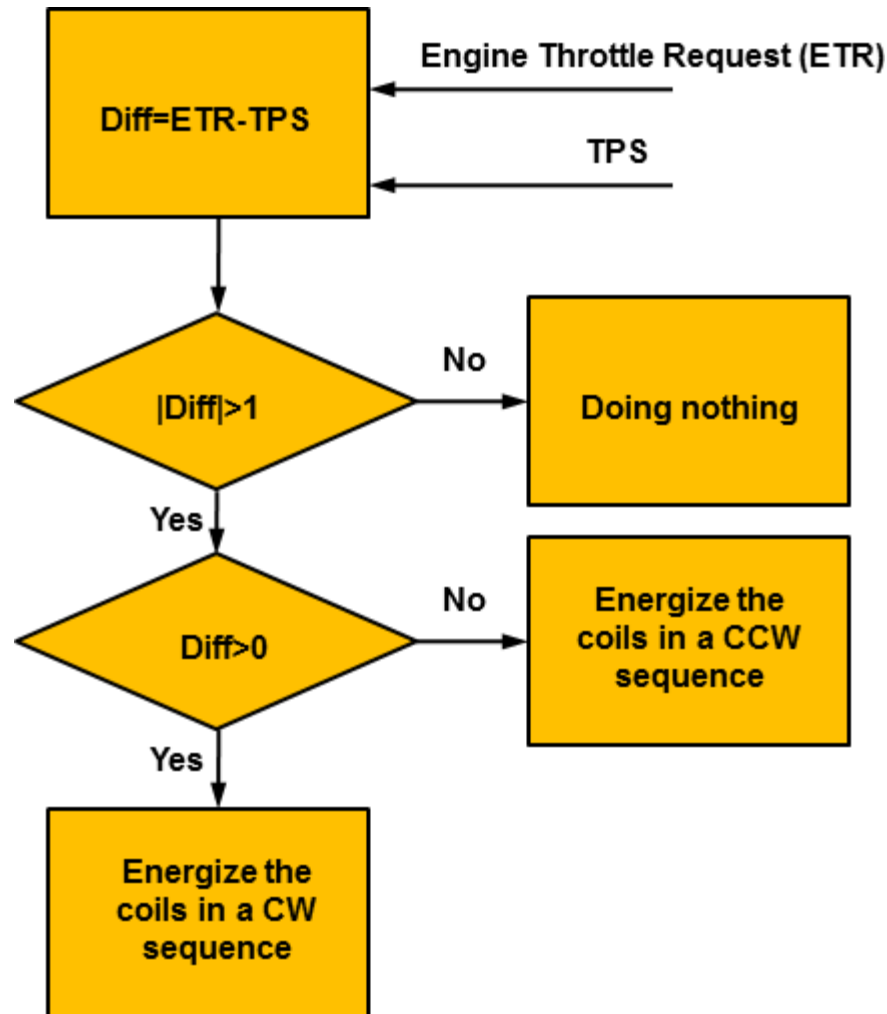 Engine Throttle Request (ETR)
Diff=ETR-TPS
TPS
|Diff|>1
No
Doing nothing
Yes
Diff>0
No
Energize the
coils in a CCW
sequence
Yes
Energize the
coils in a CW
sequence